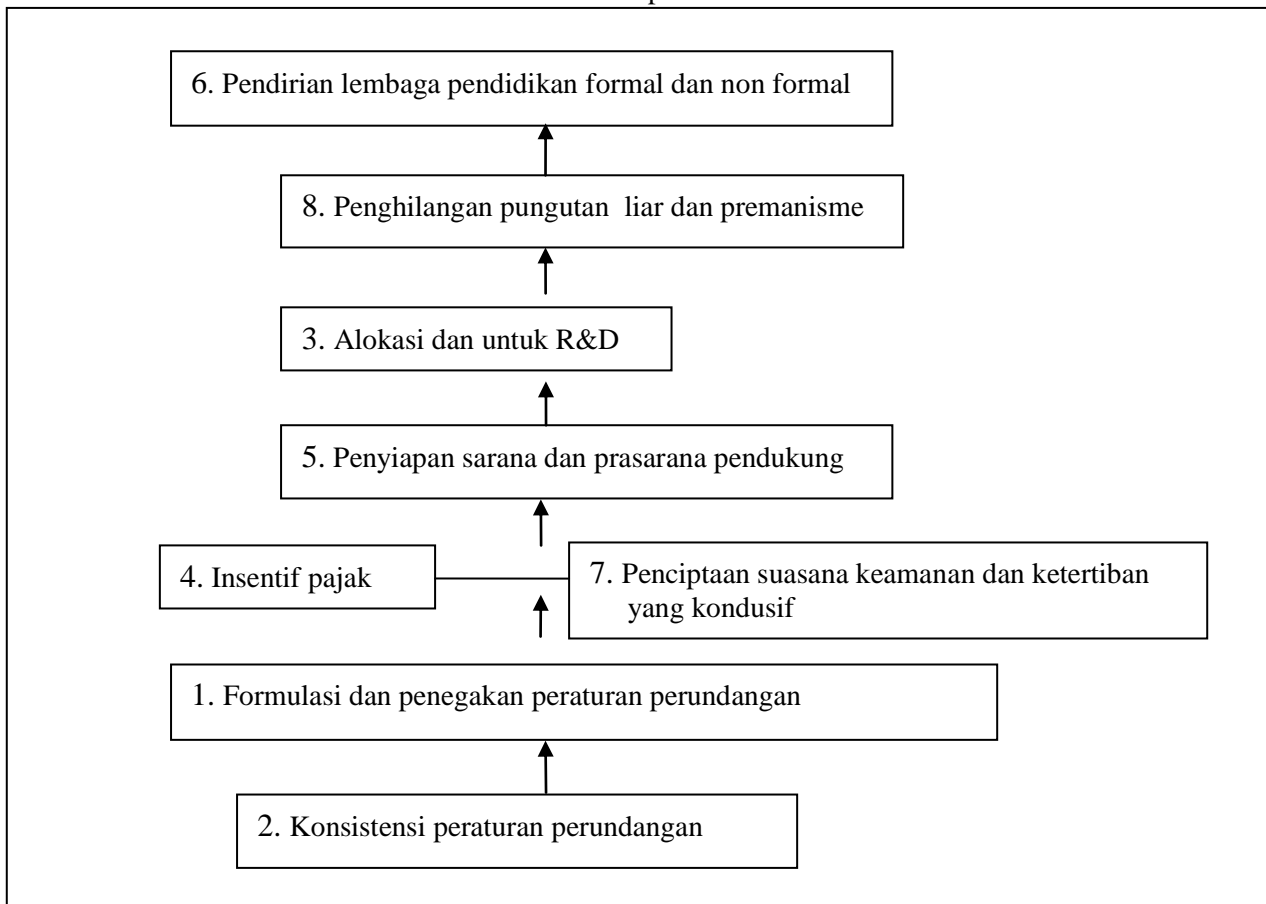 6. Pendirian lembaga pendidikan formal dan non formal
8. Penghilangan pungutan liar dan premanisme
3. Alokasi dan untuk R&D
5. Penyiapan sarana dan prasarana pendukung
4. Insentif pajak
7. Penciptaan suasana keamanan dan ketertiban
yang kondusif
1. Formulasi dan penegakan peraturan perundangan
2. Konsistensi peraturan perundangan